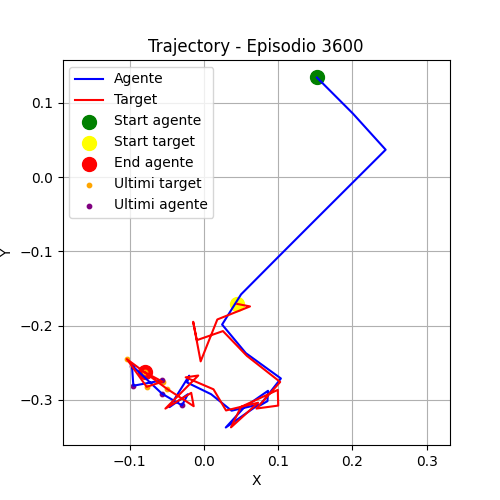 Trajectory - Episodio 3600
Agente
Target
Start agente
Start target
End agente
Ultimi target
Ultimi agente
0.1
0.0
−0.1
−0.2
−0.3
Y
−0.1
0.0
0.1
0.2
0.3
X